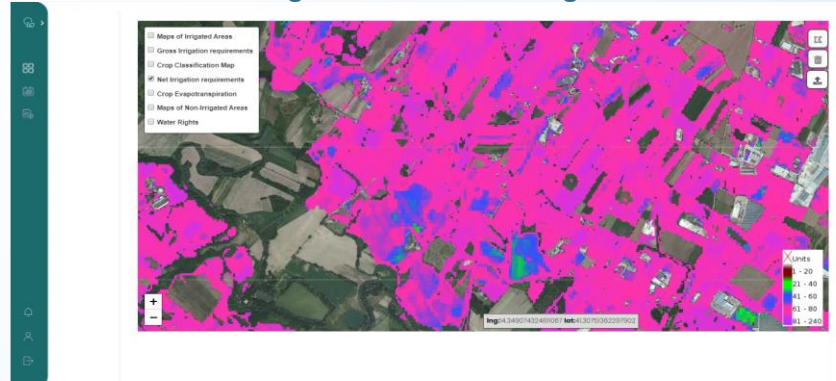 Maps of Irrigated Areas
Gross Irrigation requirements
Crop Classification Map
Net Irrigation requirements
Crop Evapotranspiration
Maps of Non-Irrigated Areas
Water Rights
+
−
Units
1 - 20
21 - 40
41 - 60
61 - 80
81 - 240